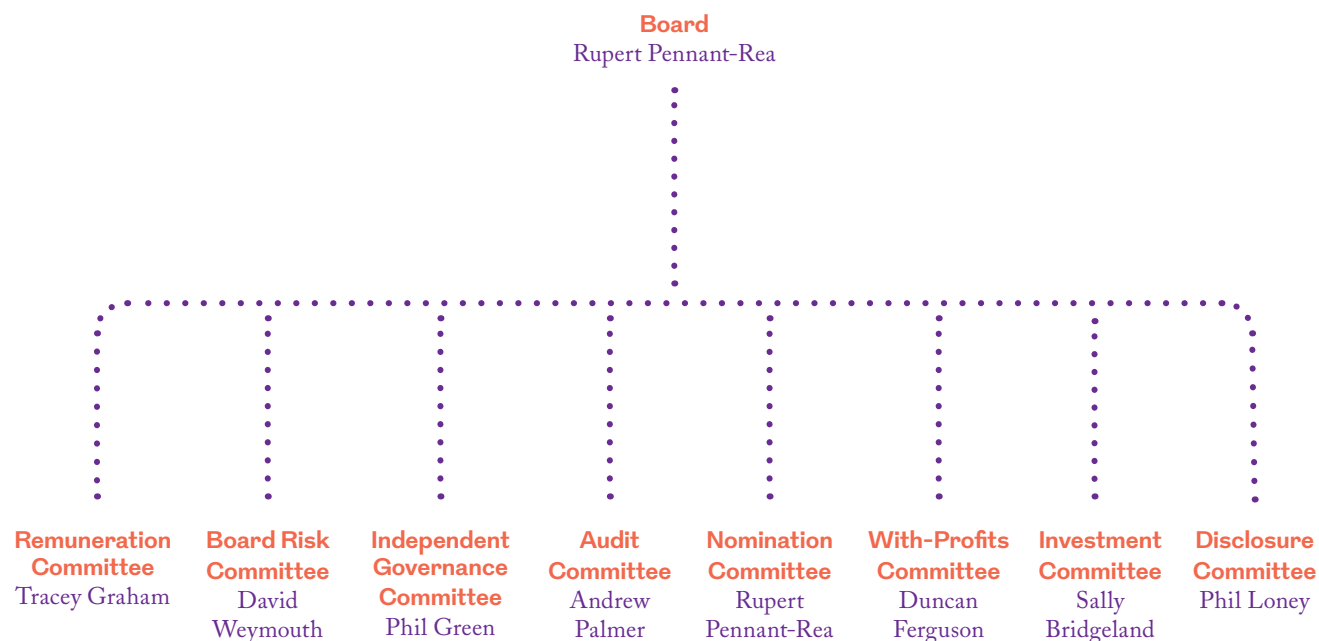 Board
Rupert Pennant-Rea
Remuneration
Committee
Tracey Graham
Board Risk
Committee
David
Weymouth
Independent
Governance
Committee
Phil Green
Audit
Committee
Andrew
Palmer
Nomination
Committee
Rupert
Pennant-Rea
With-Profits
Committee
Duncan
Ferguson
Investment
Committee
Sally
Bridgeland
Disclosure
Committee
Phil Loney